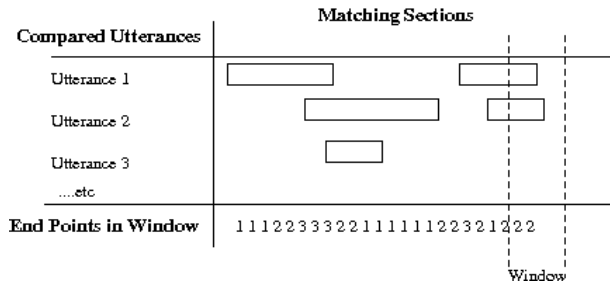 Matching Sections
Compared Utterances
Utterance 1
Utterance 2
Utterance 3
....etc
End Points in Window 1 1 1 2 2 3 3 3 2 2 1 1 1 1 1 1 1 2 2 3 2 1 2 2 2
Window